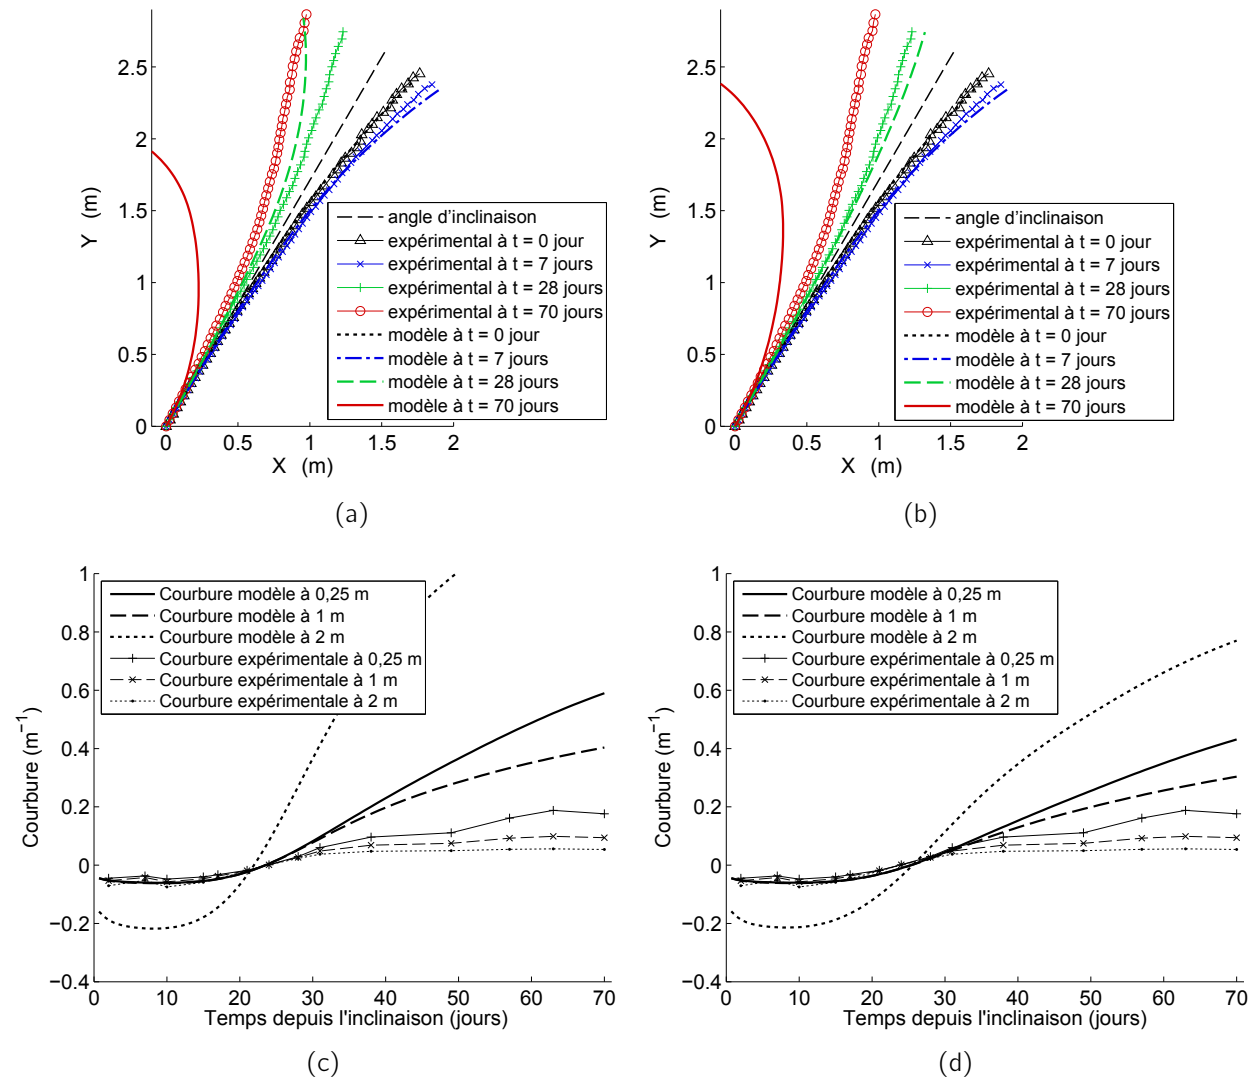 2.5
2
1.5
1
0.5
0
Y (m)
0
0.5
1
1.5
2
X (m)
angle d'inclinaison
expérimental à t = 0 jour
expérimental à t = 7 jours
expérimental à t = 28 jours
expérimental à t = 70 jours
modèle à t = 0 jour
modèle à t = 7 jours
modèle à t = 28 jours
modèle à t = 70 jours
(a)
2.5
2
1.5
1
0.5
0
Y (m)
0
0.5
1
1.5
2
X (m)
angle d'inclinaison
expérimental à t = 0 jour
expérimental à t = 7 jours
expérimental à t = 28 jours
expérimental à t = 70 jours
modèle à t = 0 jour
modèle à t = 7 jours
modèle à t = 28 jours
modèle à t = 70 jours
(b)
1
0.8
0.6
0.4
0.2
0
−0.2
−0.4
Courbure (m⁻¹)
Courbure modèle à 0,25 m
Courbure modèle à 1 m
Courbure modèle à 2 m
Courbure expérimentale à 0,25 m
Courbure expérimentale à 1 m
Courbure expérimentale à 2 m
0 10 20 30 40 50 60 70
Temps depuis l'inclinaison (jours)
(c)
1
0.8
0.6
0.4
0.2
0
−0.2
−0.4
Courbure (m⁻¹)
Courbure modèle à 0,25 m
Courbure modèle à 1 m
Courbure modèle à 2 m
Courbure expérimentale à 0,25 m
Courbure expérimentale à 1 m
Courbure expérimentale à 2 m
0 10 20 30 40 50 60 70
Temps depuis l'inclinaison (jours)
(d)